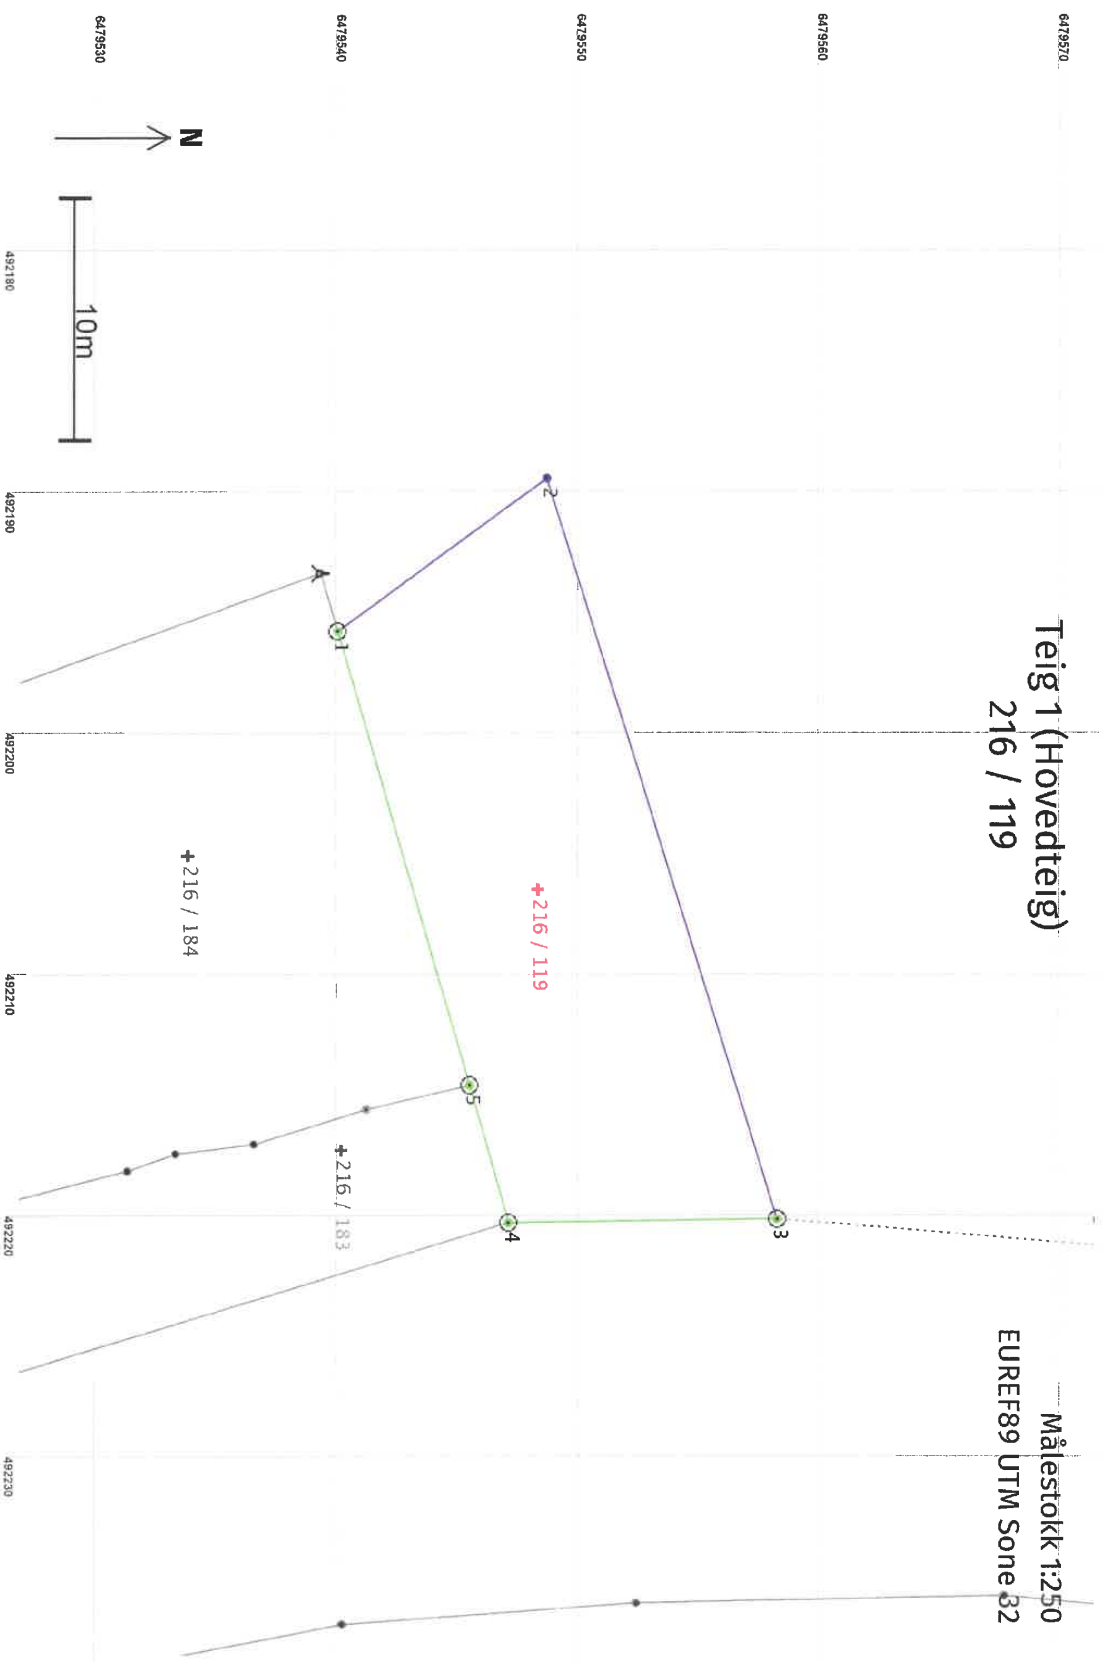 Teig 1 (Hovedteig)
216 / 119
Målestokk 1:250
EUREF89 UTM Sone 32
6479570
6479560
6479550
6479540
6479530
N
10m
2
A
1
3
+216 / 119
5
4
+216 / 184
+216 / 183
492180
492190
492200
492210
492220
492230